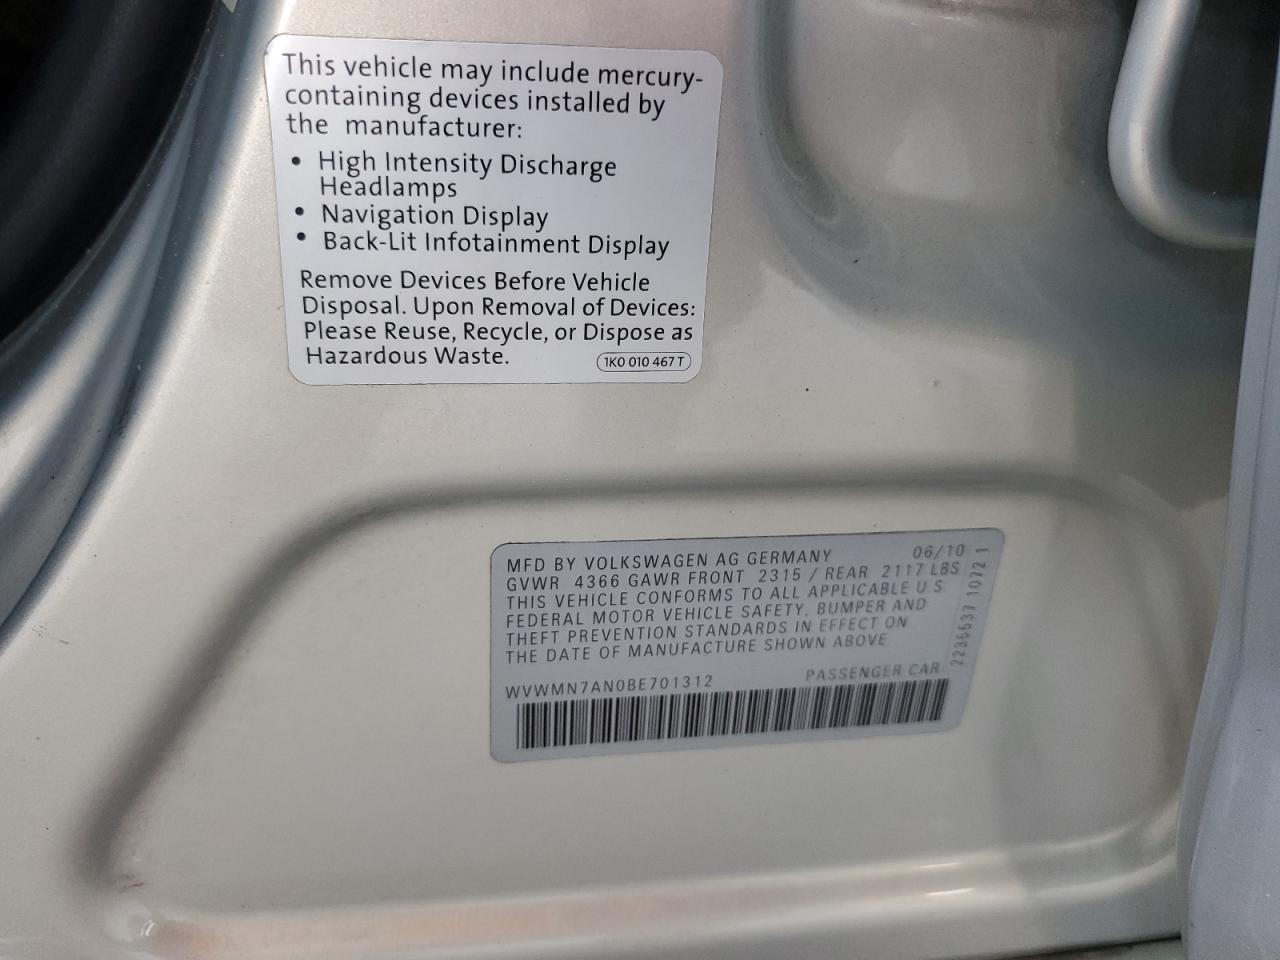 This vehicle may include mercury-
containing devices installed by
the manufacturer:
• High Intensity Discharge
Headlamps
• Navigation Display
• Back-Lit Infotainment Display
Remove Devices Before Vehicle
Disposal. Upon Removal of Devices:
Please Reuse, Recycle, or Dispose as
Hazardous Waste.
1K0 010 467 T
MFD BY VOLKSWAGEN AG GERMANY 06/10
GVWR 4366 GAWR FRONT 2315 / REAR 2117 LBS
THIS VEHICLE CONFORMS TO ALL APPLICABLE U.S.
FEDERAL MOTOR VEHICLE SAFETY, BUMPER AND
THEFT PREVENTION STANDARDS IN EFFECT ON
THE DATE OF MANUFACTURE SHOWN ABOVE
WVWMN7AN0BE701312 PASSENGER CAR
2236637 10721